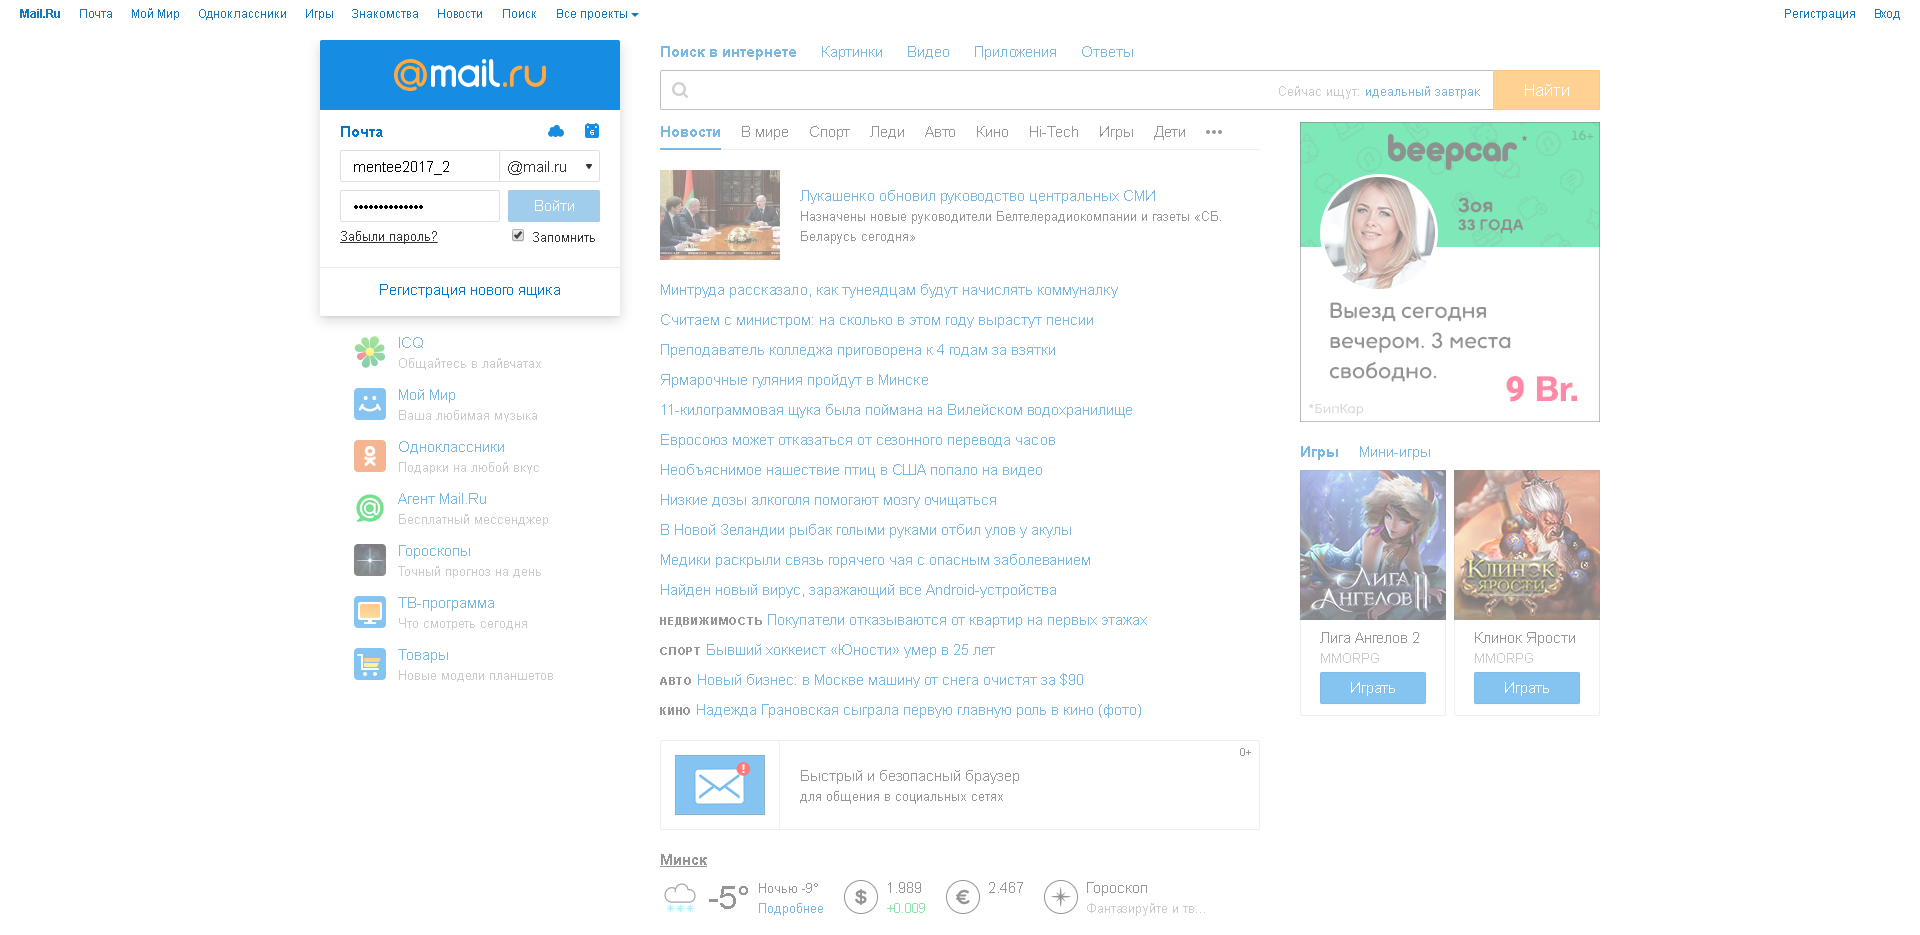 Mail.Ru Почта Мой Мир Одноклассники Игры Знакомства Новости Поиск Все проекты Регистрация Вход
@mail.ru
Почта
6
mentee2017_2 @mail.ru
Войти
Забыли пароль? Запомнить
Регистрация нового ящика
ICQ
Общайтесь в лайвчатах
Мой Мир
Ваша любимая музыка
Одноклассники
Подарки на любой вкус
Агент Mail.Ru
Бесплатный мессенджер
Гороскопы
Точный прогноз на день
ТВ-программа
Что смотреть сегодня
Товары
Новые модели планшетов
Поиск в интернете Картинки Видео Приложения Ответы
Сейчас ищут: идеальный завтрак Найти
Новости В мире Спорт Леди Авто Кино Hi-Tech Игры Дети •••
Лукашенко обновил руководство центральных СМИ
Назначены новые руководители Белтелерадиокомпании и газеты «СБ.
Беларусь сегодня»
Минтруда рассказало, как тунеядцам будут начислять коммуналку
Считаем с министром: на сколько в этом году вырастут пенсии
Преподаватель колледжа приговорена к 4 годам за взятки
Ярмарочные гуляния пройдут в Минске
11-килограммовая щука была поймана на Вилейском водохранилище
Евросоюз может отказаться от сезонного перевода часов
Необъяснимое нашествие птиц в США попало на видео
Низкие дозы алкоголя помогают мозгу очищаться
В Новой Зеландии рыбак голыми руками отбил улов у акулы
Медики раскрыли связь горячего чая с опасным заболеванием
Найден новый вирус, заражающий все Android-устройства
НЕДВИЖИМОСТЬ Покупатели отказываются от квартир на первых этажах
СПОРТ Бывший хоккеист «Юности» умер в 25 лет
АВТО Новый бизнес: в Москве машину от снега очистят за $90
КИНО Надежда Грановская сыграла первую главную роль в кино (фото)
0+
Быстрый и безопасный браузер
для общения в социальных сетях
Минск
-5° Ночью -9°
Подробнее
$ 1.989
+0.009
€ 2.467
Гороскоп
Фантазируйте и тв...
16+
beepcar*
Зоя
33 ГОДА
Выезд сегодня
вечером. 3 места
свободно.
9 Br.
*БипКар
Игры Мини-игры
ЛИГА
АНГЕЛОВ II
КЛИНОК
ЯРОСТИ
Лига Ангелов 2
MMORPG
Играть
Клинок Ярости
MMORPG
Играть